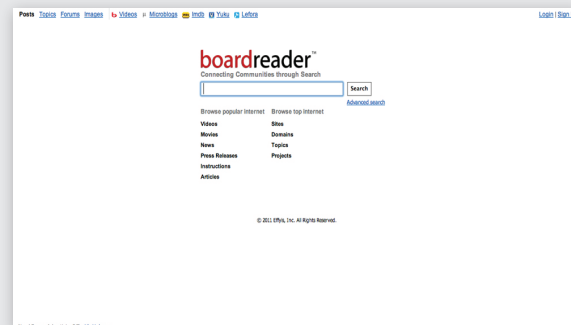 Posts Topics Forums Images Videos Microblogs Imdb Yuku Lefora Login | Sign
boardreader™
Connecting Communities through Search
Search
Advanced search
Browse popular internet Browse top internet
Videos Sites
Movies Domains
News Topics
Press Releases Projects
Instructions
Articles
© 2011 Effyis, Inc. All Rights Reserved.